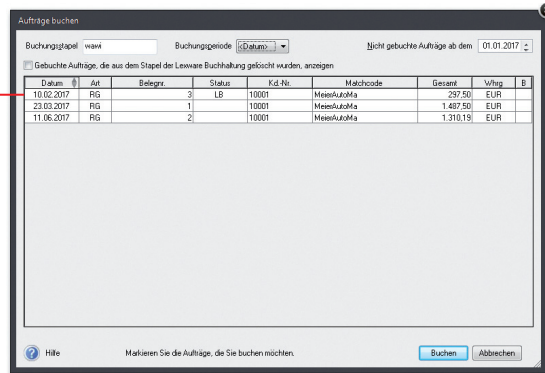 Aufträge buchen
Buchungsstapel wawi Buchungsperiode <Datum> Nicht gebuchte Aufträge ab dem 01.01.2017
Gebuchte Aufträge, die aus dem Stapel der Lexware Buchhaltung gelöscht wurden, anzeigen
Datum Art Belegnr. Status Kd.-Nr. Matchcode Gesamt Whrg B
10.02.2017 RG 3 LB 10001 MeierAutoMa 297,50 EUR
23.03.2017 RG 1 10001 MeierAutoMa 1.487,50 EUR
11.06.2017 RG 2 10001 MeierAutoMa 1.310,19 EUR
Hilfe Markieren Sie die Aufträge, die Sie buchen möchten. Buchen Abbrechen